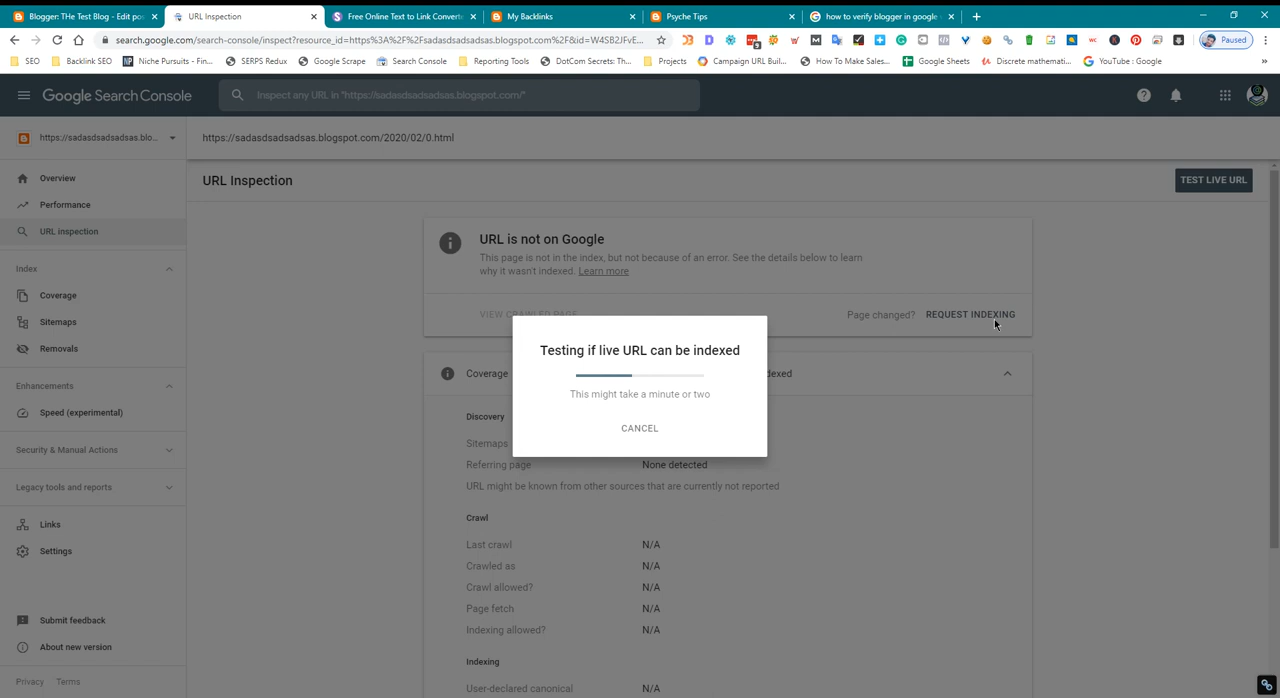 Blogger: THe Test Blog - Edit po
URL Inspection
Free Online Text to Link Converte
My Backlinks
Psyche Tips
how to verify blogger in google
search.google.com/search-console/inspect?resource_id=https%3A%2F%2Fsadasdsadsadsas.blogspot.com%2F&id=W4SB2JFvE...
Paused
SEO
Backlink SEO
Niche Pursuits - Fin...
SERPS Redux
Google Scrape
Search Console
Reporting Tools
DotCom Secrets: Th...
Projects
Campaign URL Buil...
How To Make Sales...
Google Sheets
Discrete mathemati...
YouTube : Google
Google Search Console
Inspect any URL in "https://sadasdsadsadsas.blogspot.com/"
https://sadasdsadsadsas.blo...
https://sadasdsadsadsas.blogspot.com/2020/02/0.html
Overview
Performance
URL inspection
Index
Coverage
Sitemaps
Removals
Enhancements
Speed (experimental)
Security & Manual Actions
Legacy tools and reports
Links
Settings
Submit feedback
About new version
Privacy Terms
URL Inspection
TEST LIVE URL
URL is not on Google
This page is not in the index, but not because of an error. See the details below to learn
why it wasn't indexed. Learn more
VIEW CRAWLED PAGE
Page changed? REQUEST INDEXING
Testing if live URL can be indexed
This might take a minute or two
CANCEL
Coverage
Discovery
Sitemaps
Referring page None detected
URL might be known from other sources that are currently not reported
Crawl
Last crawl N/A
Crawled as N/A
Crawl allowed? N/A
Page fetch N/A
Indexing allowed? N/A
Indexing
User-declared canonical N/A